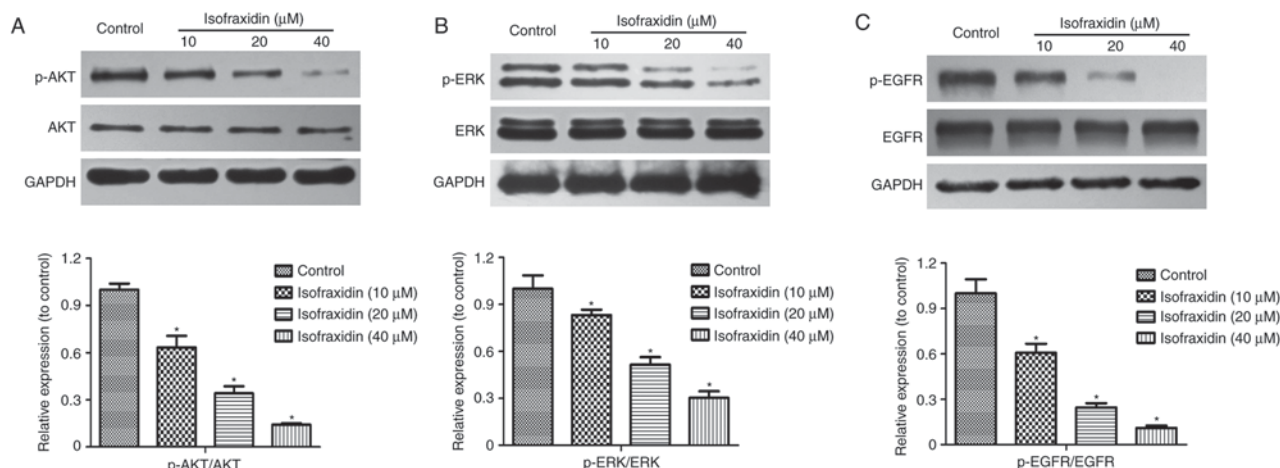 A
Isofraxidin (μM)
Control 10 20 40
p-AKT
AKT
GAPDH
Relative expression (to control)
1.2
0.9
0.6
0.3
0
* * *
Control
Isofraxidin (10 μM)
Isofraxidin (20 μM)
Isofraxidin (40 μM)
p-AKT/AKT
B
Isofraxidin (μM)
Control 10 20 40
p-ERK
ERK
GAPDH
Relative expression (to control)
1.2
0.9
0.6
0.3
0
* * *
Control
Isofraxidin (10 μM)
Isofraxidin (20 μM)
Isofraxidin (40 μM)
p-ERK/ERK
C
Isofraxidin (μM)
Control 10 20 40
p-EGFR
EGFR
GAPDH
Relative expression (to control)
1.2
0.9
0.6
0.3
0
* * *
Control
Isofraxidin (10 μM)
Isofraxidin (20 μM)
Isofraxidin (40 μM)
p-EGFR/EGFR